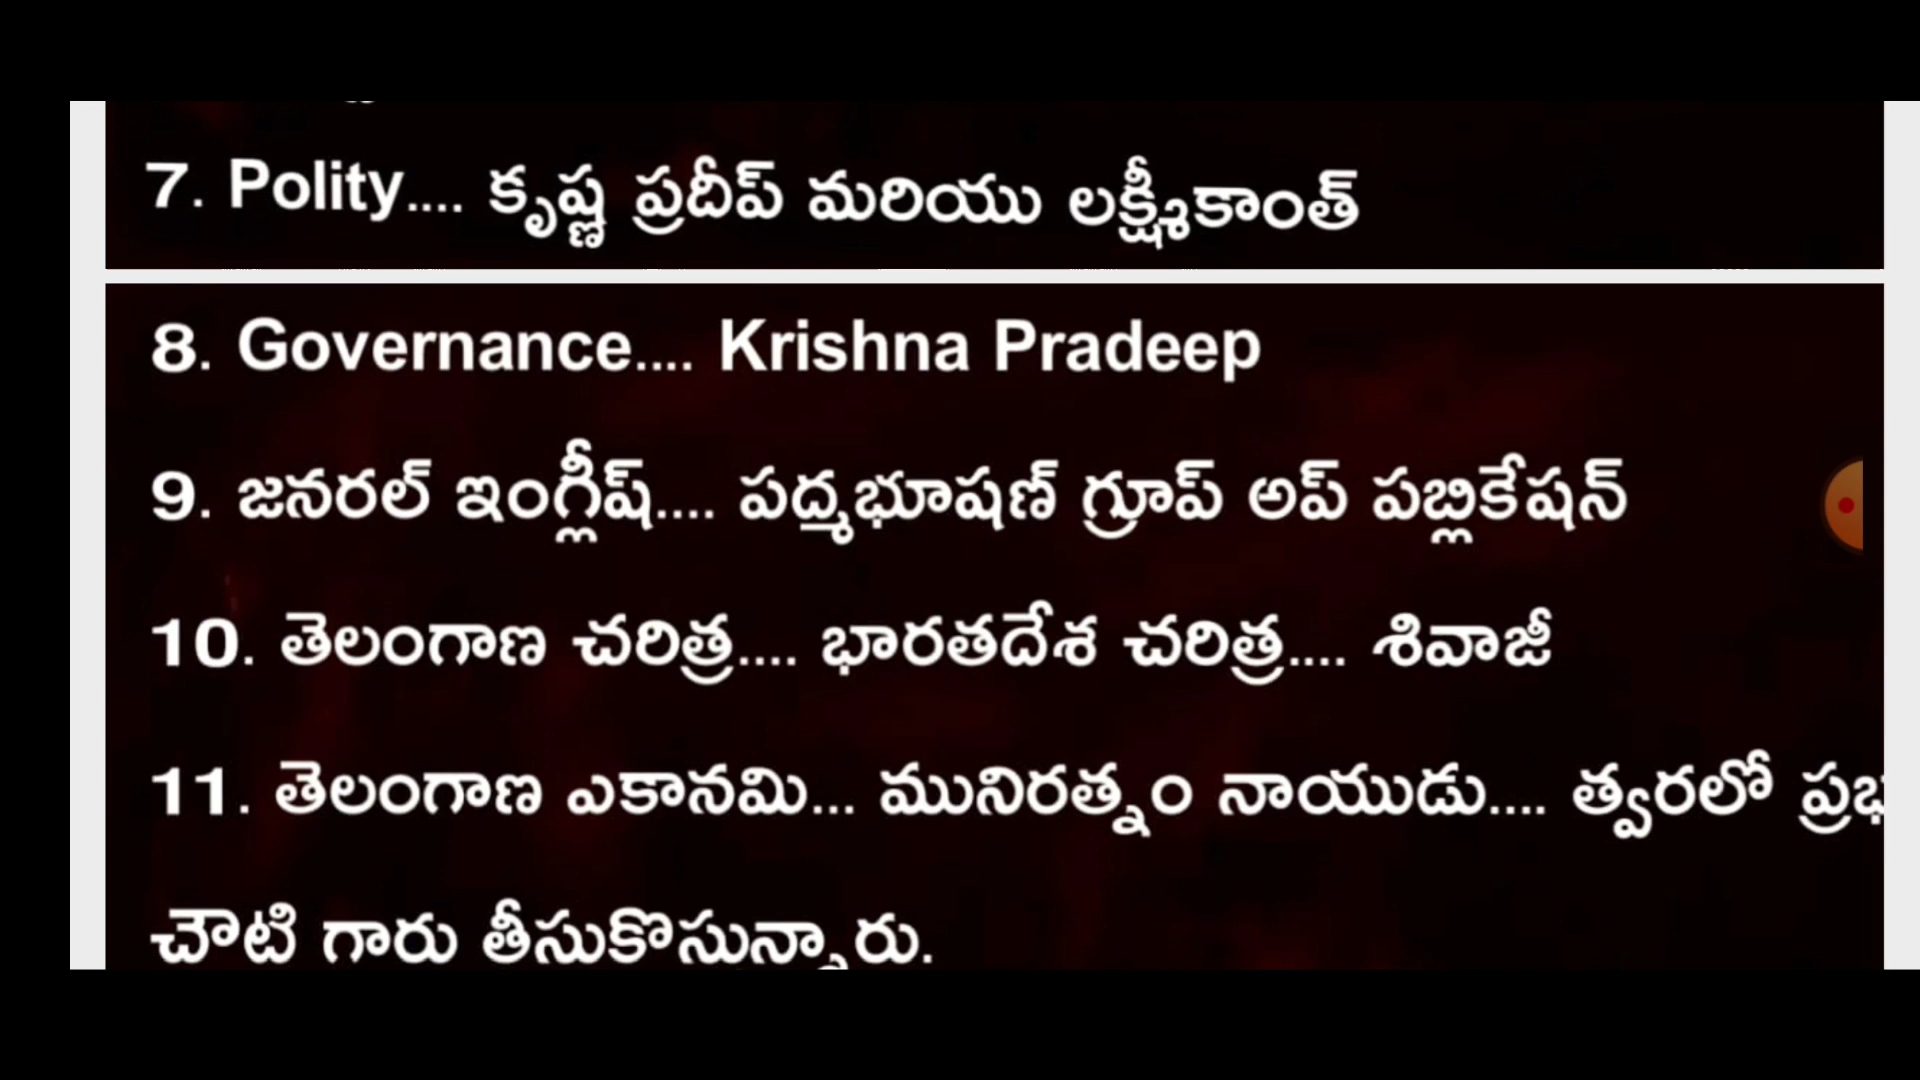 7. Polity.... కృష్ణ ప్రదీప్ మరియు లక్ష్మీకాంత్
8. Governance.... Krishna Pradeep
9. జనరల్ ఇంగ్లీష్.... పద్మభూషణ్ గ్రూప్ అప్ పబ్లికేషన్
10. తెలంగాణ చరిత్ర.... భారతదేశ చరిత్ర.... శివాజీ
11. తెలంగాణ ఎకానమి... మునిరత్నం నాయుడు.... త్వరలో
చౌటి గారు తీసుకొసున్నారు.